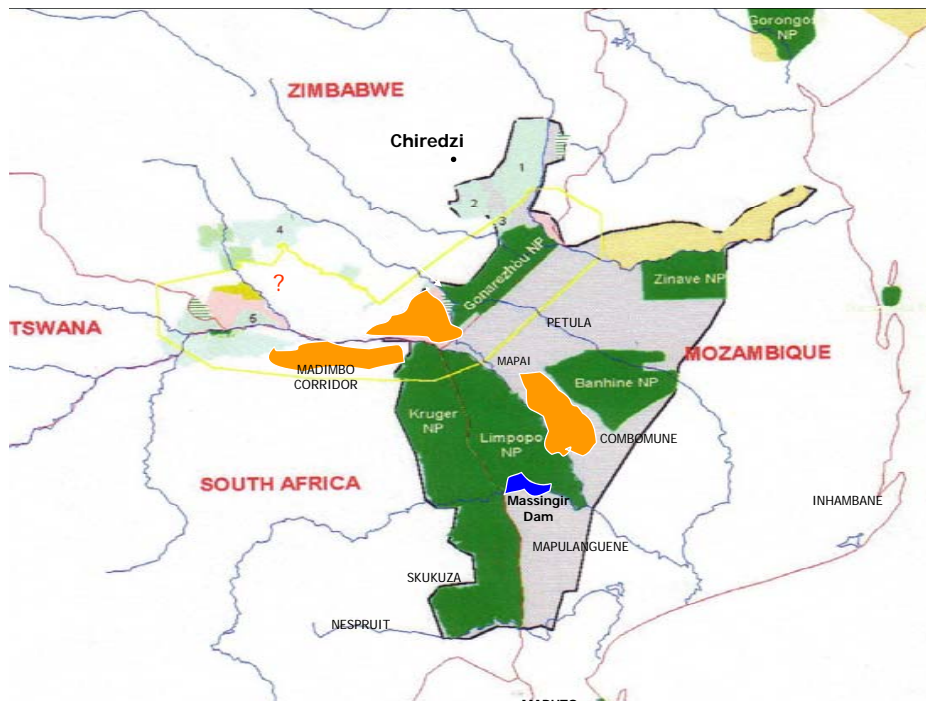 Gorongo
NP
ZIMBABWE
Chiredzi
1
2
3
4
Gonarezhou NP
Zinave NP
?
5
TSWANA
PETULA
MOZAMBIQUE
MAPAI
MADIMBO
CORRIDOR
Banhine NP
Kruger
NP
Limpopo
NP
COMBOMUNE
SOUTH AFRICA
Massingir
Dam
INHAMBANE
MAPULANGUENE
SKUKUZA
NESPRUIT